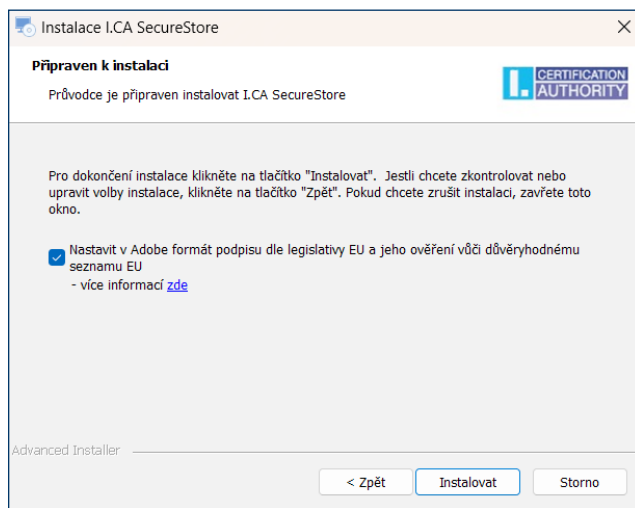 Instalace I.CA SecureStore
Připraven k instalaci
Průvodce je připraven instalovat I.CA SecureStore
I. CERTIFICATION
AUTHORITY
Pro dokončení instalace klikněte na tlačítko "Instalovat".  Jestli chcete zkontrolovat nebo
upravit volby instalace, klikněte na tlačítko "Zpět". Pokud chcete zrušit instalaci, zavřete toto
okno.
Nastavit v Adobe formát podpisu dle legislativy EU a jeho ověření vůči důvěryhodnému
seznamu EU
- více informací zde
Advanced Installer
< Zpět
Instalovat
Storno